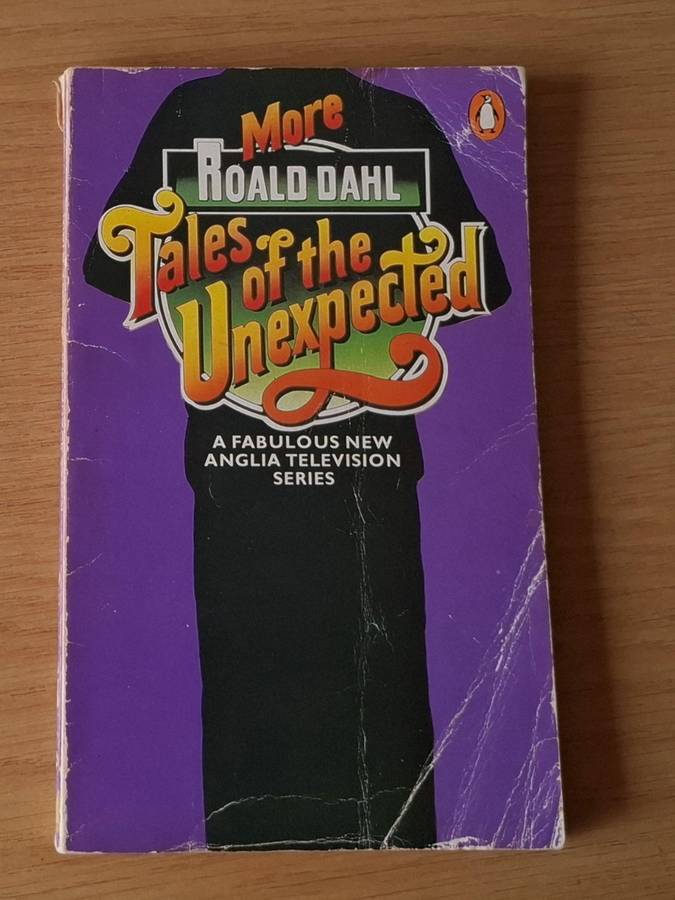 More
ROALD DAHL
Tales of the
Unexpected
A FABULOUS NEW
ANGLIA TELEVISION
SERIES